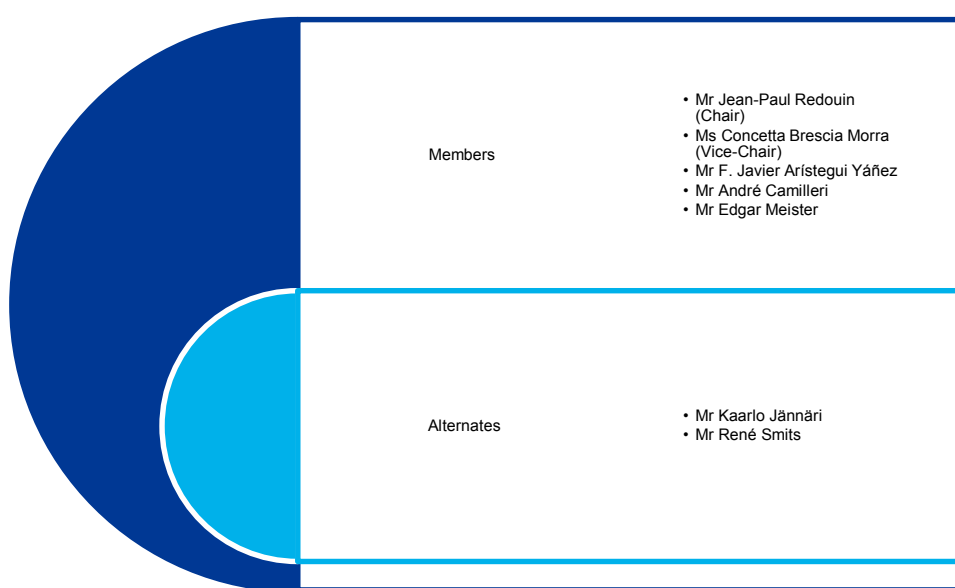 Members
• Mr Jean-Paul Redouin
(Chair)
• Ms Concetta Brescia Morra
(Vice-Chair)
• Mr F. Javier Arístegui Yáñez
• Mr André Camilleri
• Mr Edgar Meister
Alternates
• Mr Kaarlo Jännäri
• Mr René Smits